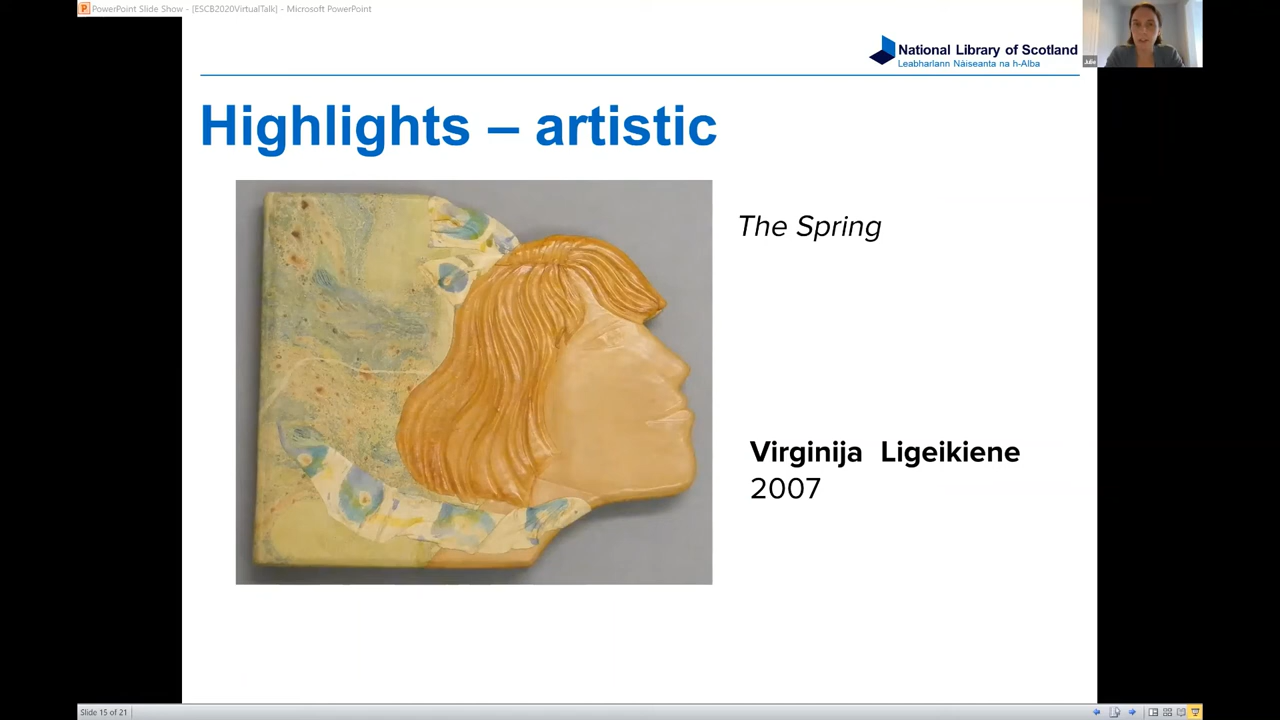 PowerPoint Slide Show - [ESCB2020VirtualTalk] - Microsoft PowerPoint
National Library of Scotland
Leabharlann Nàiseanta na h-Alba
Julie
Highlights – artistic
The Spring
Virginija Ligeikiene
2007
Slide 15 of 21